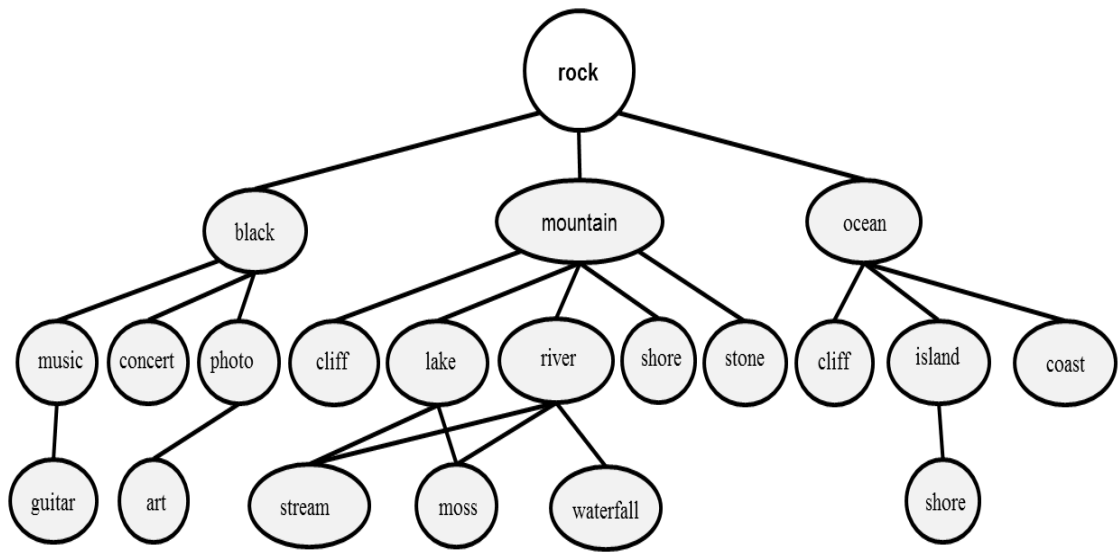 rock
black
mountain
ocean
music
concert
photo
cliff
lake
river
shore
stone
cliff
island
coast
guitar
art
stream
moss
waterfall
shore